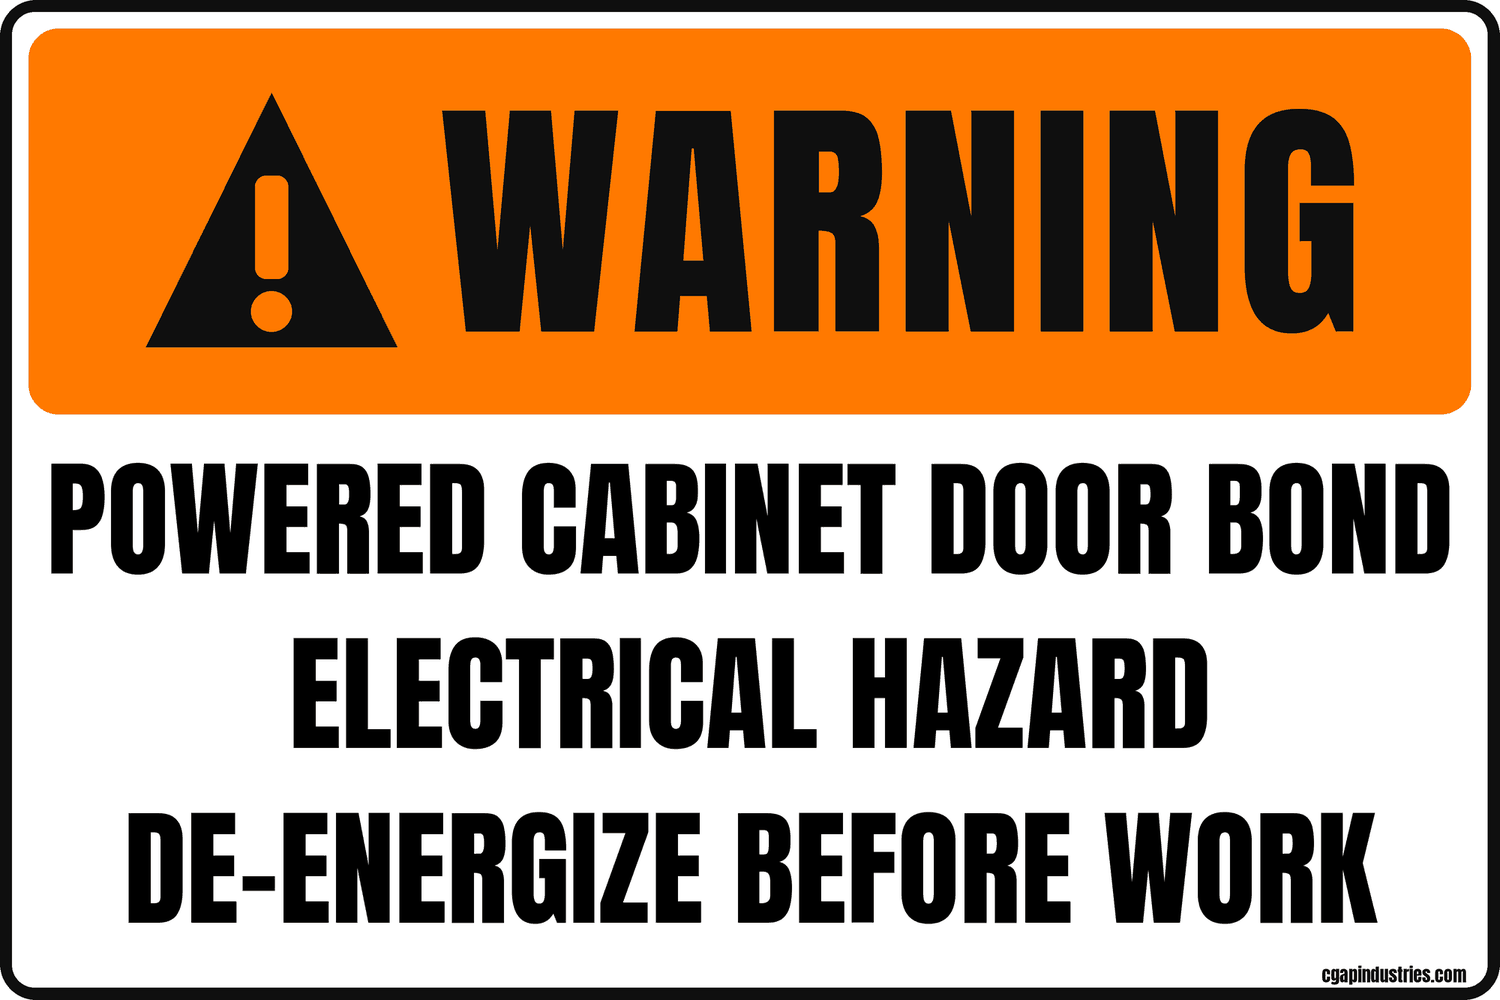 WARNING
POWERED CABINET DOOR BOND
ELECTRICAL HAZARD
DE-ENERGIZE BEFORE WORK
cgapindustries.com